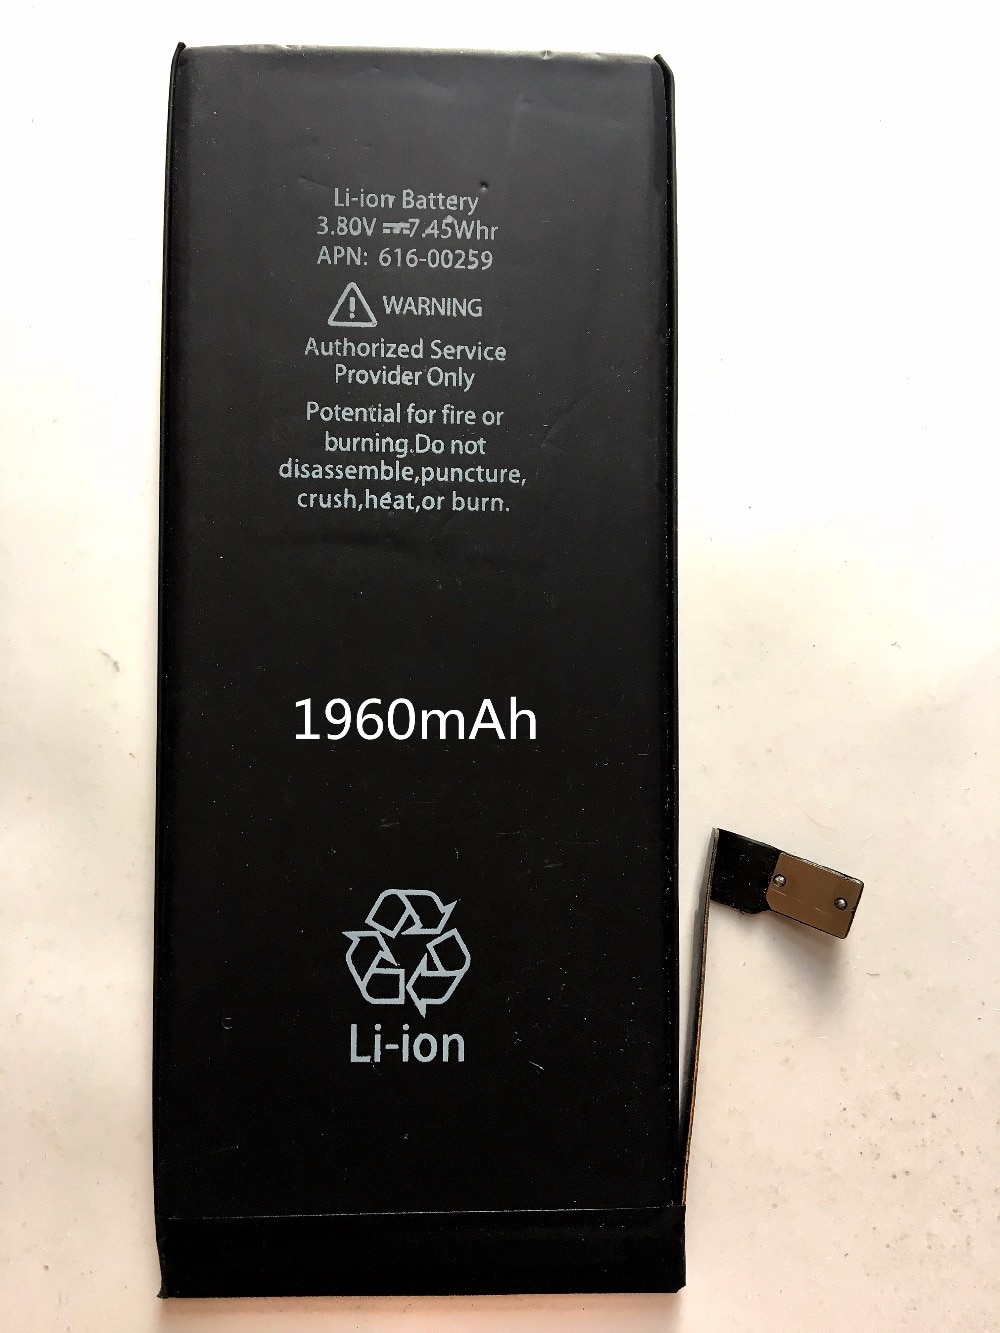 Li-ion Battery
3.80V ⎓7.45Whr
APN: 616-00259
WARNING
Authorized Service
Provider Only
Potential for fire or
burning.Do not
disassemble,puncture,
crush,heat,or burn.
1960mAh
Li-ion